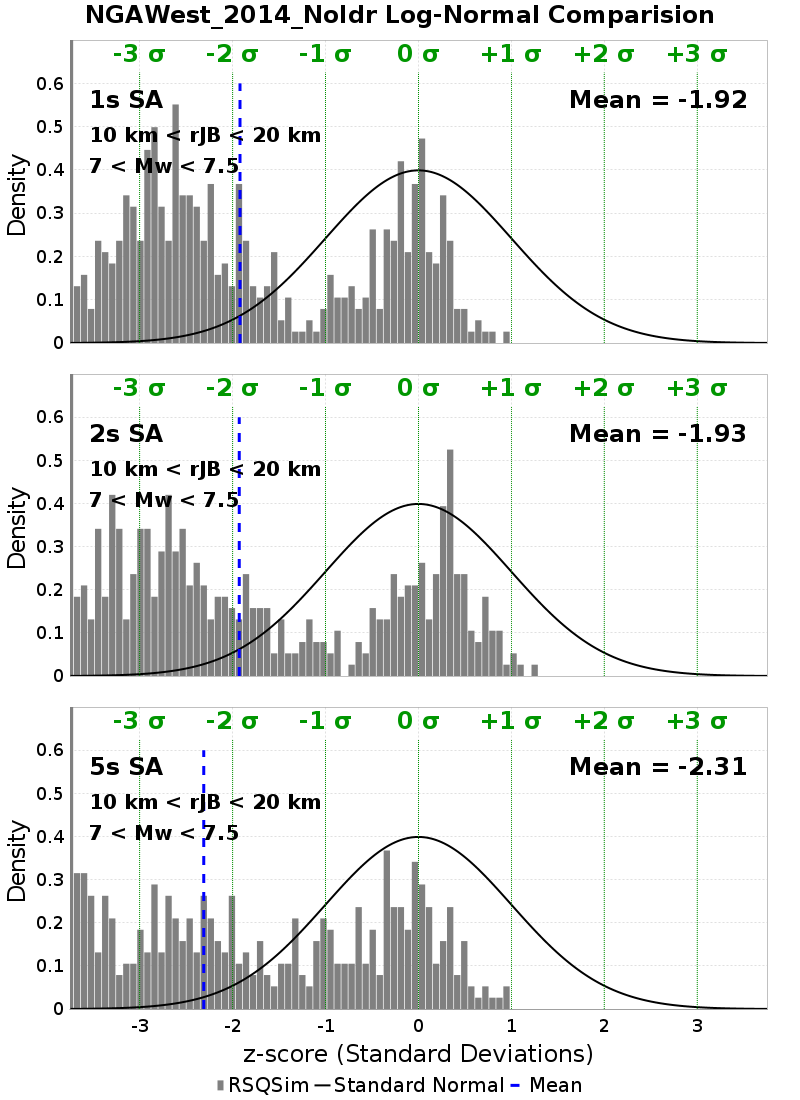 NGAWest_2014_NoIdr Log-Normal Comparision
-3 σ -2 σ -1 σ 0 σ +1 σ +2 σ +3 σ
1s SA
Mean = -1.92
10 km < rJB < 20 km
7 < Mw < 7.5
Density
0.6
0.5
0.4
0.3
0.2
0.1
0
-3 σ -2 σ -1 σ 0 σ +1 σ +2 σ +3 σ
2s SA
Mean = -1.93
10 km < rJB < 20 km
7 < Mw < 7.5
Density
0.6
0.5
0.4
0.3
0.2
0.1
0
-3 σ -2 σ -1 σ 0 σ +1 σ +2 σ +3 σ
5s SA
Mean = -2.31
10 km < rJB < 20 km
7 < Mw < 7.5
Density
0.6
0.5
0.4
0.3
0.2
0.1
0
-3 -2 -1 0 1 2 3
z-score (Standard Deviations)
RSQSim Standard Normal Mean